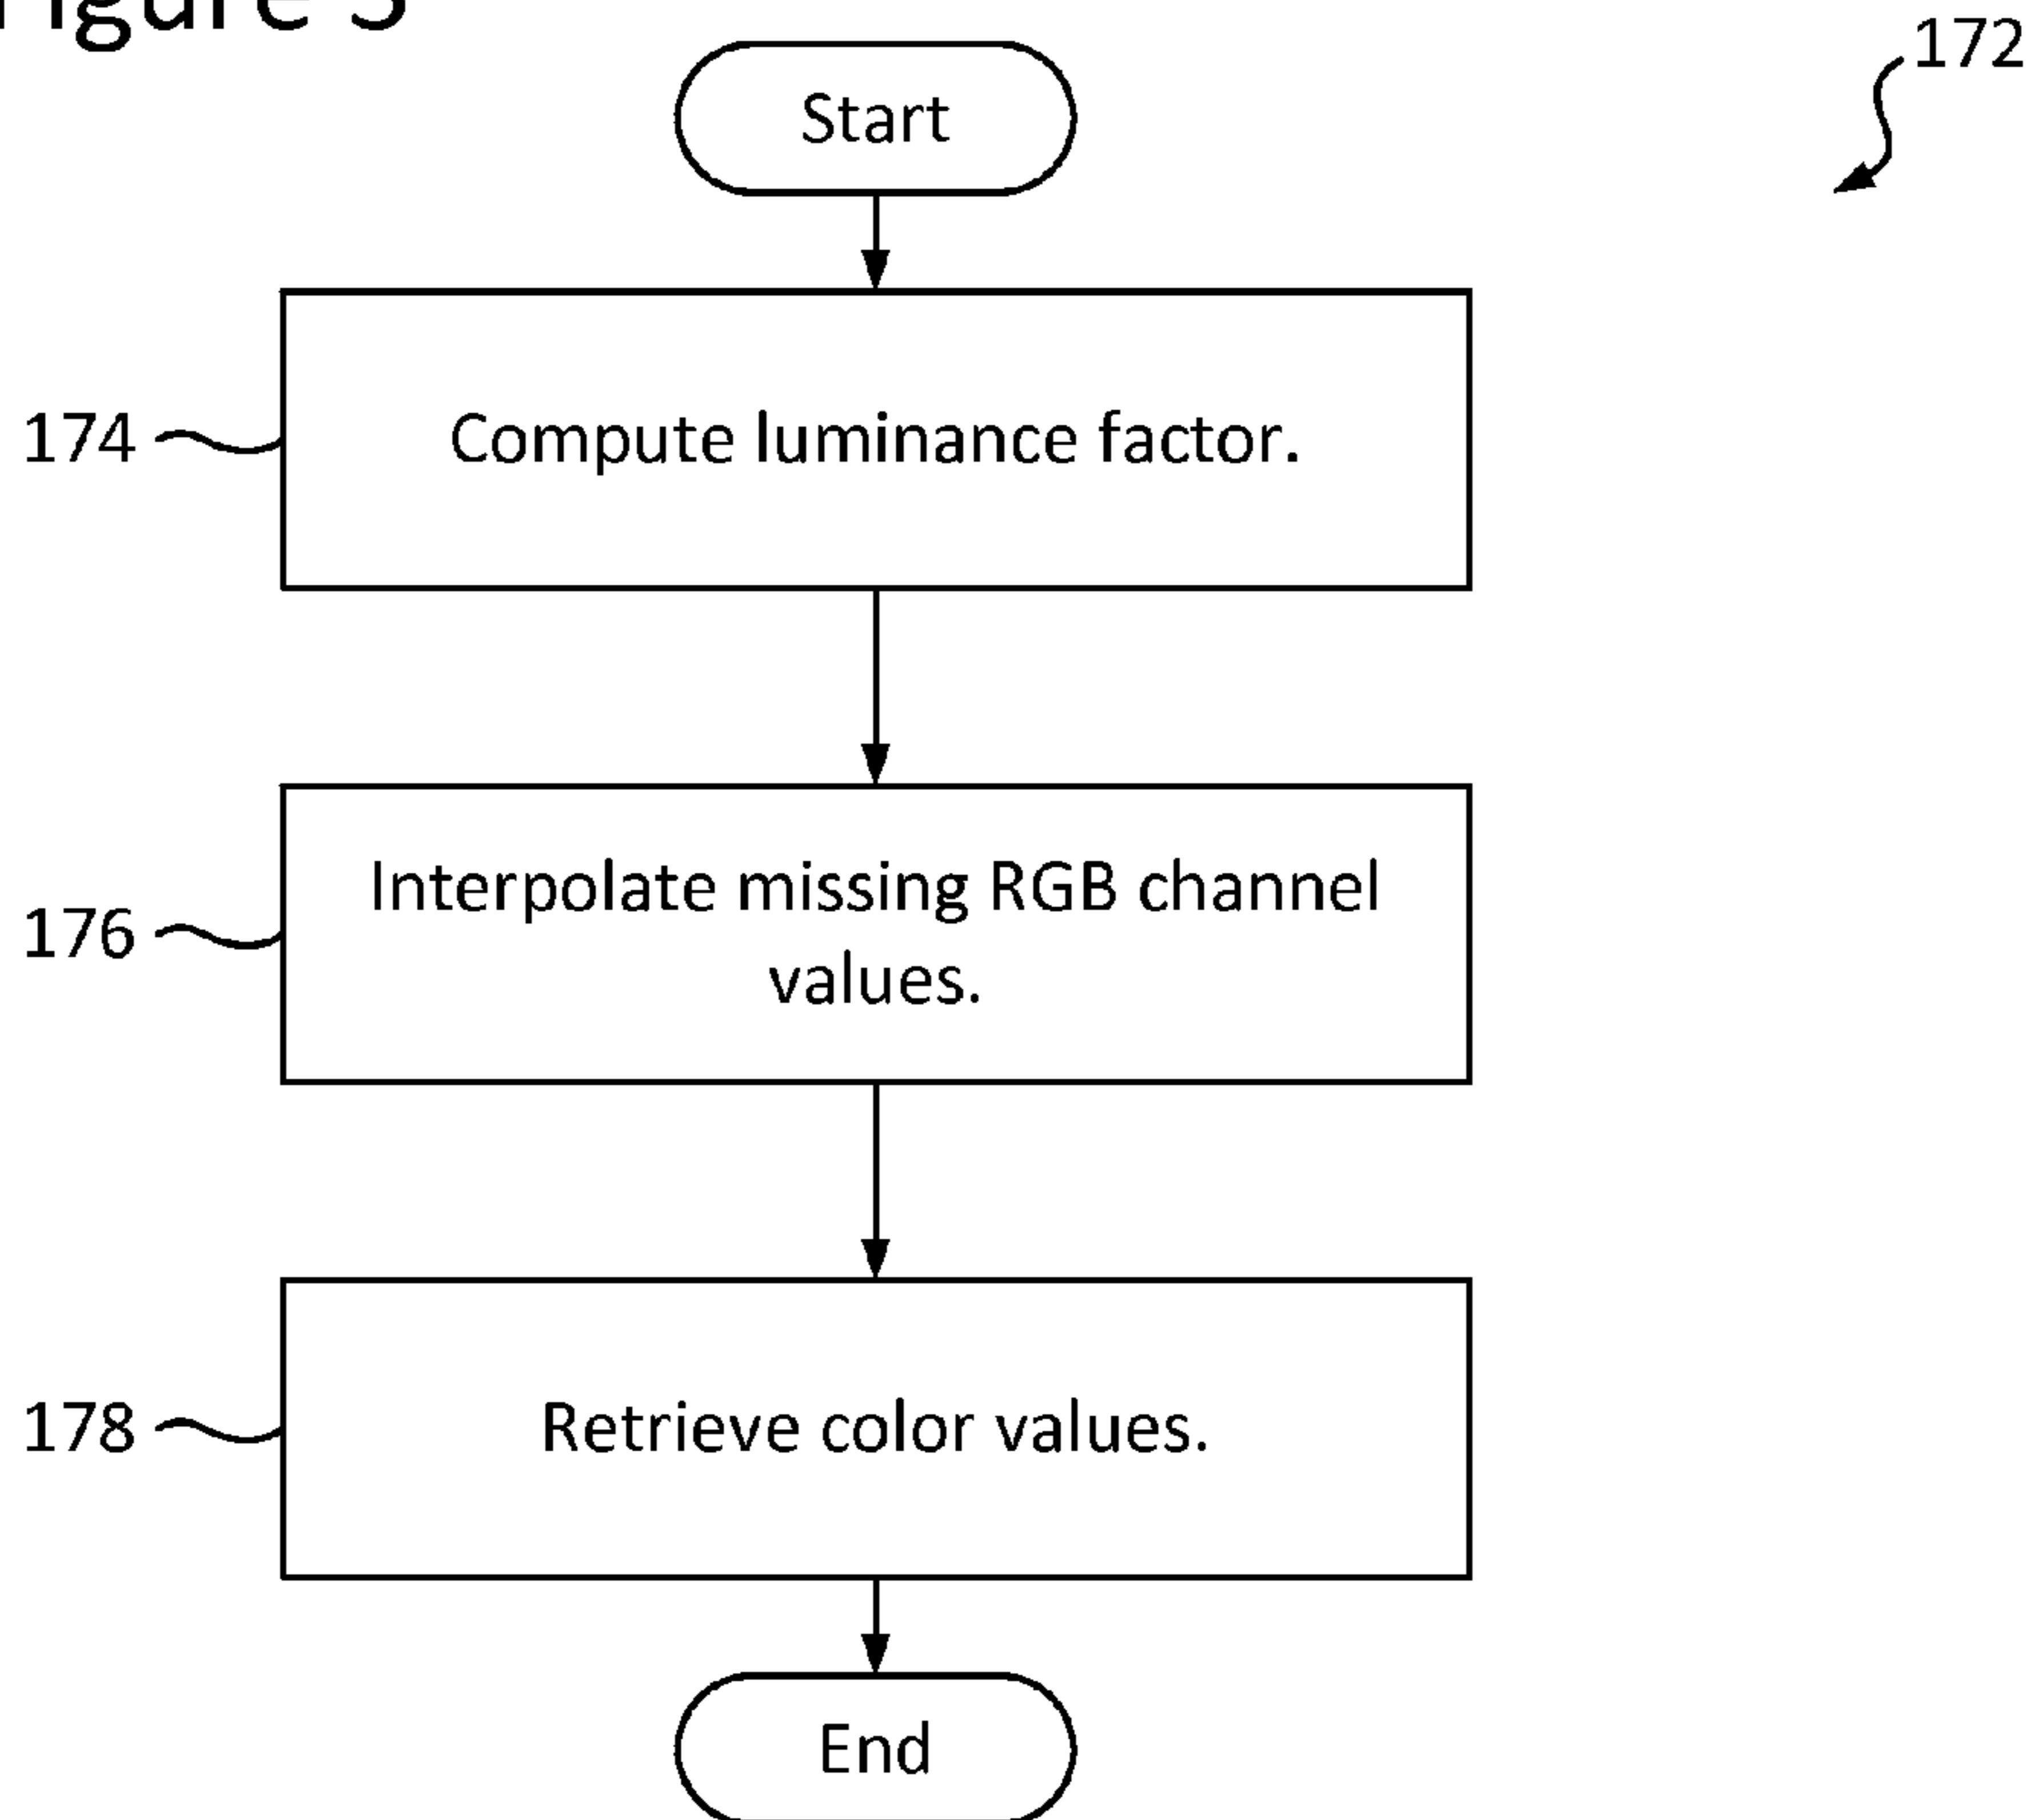 172
Start
174
Compute luminance factor.
Interpolate missing RGB channel
176
values.
178
Retrieve color values.
End